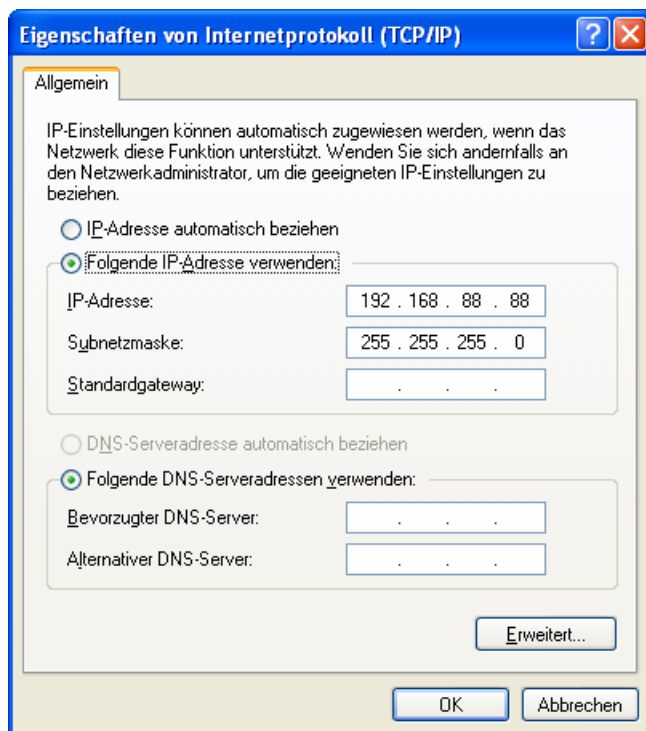 Eigenschaften von Internetprotokoll (TCP/IP)
Allgemein
IP-Einstellungen können automatisch zugewiesen werden, wenn das
Netzwerk diese Funktion unterstützt. Wenden Sie sich andernfalls an
den Netzwerkadministrator, um die geeigneten IP-Einstellungen zu
beziehen.
IP-Adresse automatisch beziehen
Folgende IP-Adresse verwenden:
IP-Adresse: 192 . 168 . 88 . 88
Subnetzmaske: 255 . 255 . 255 . 0
Standardgateway: . . .
DNS-Serveradresse automatisch beziehen
Folgende DNS-Serveradressen verwenden:
Bevorzugter DNS-Server: . . .
Alternativer DNS-Server: . . .
Erweitert...
OK Abbrechen